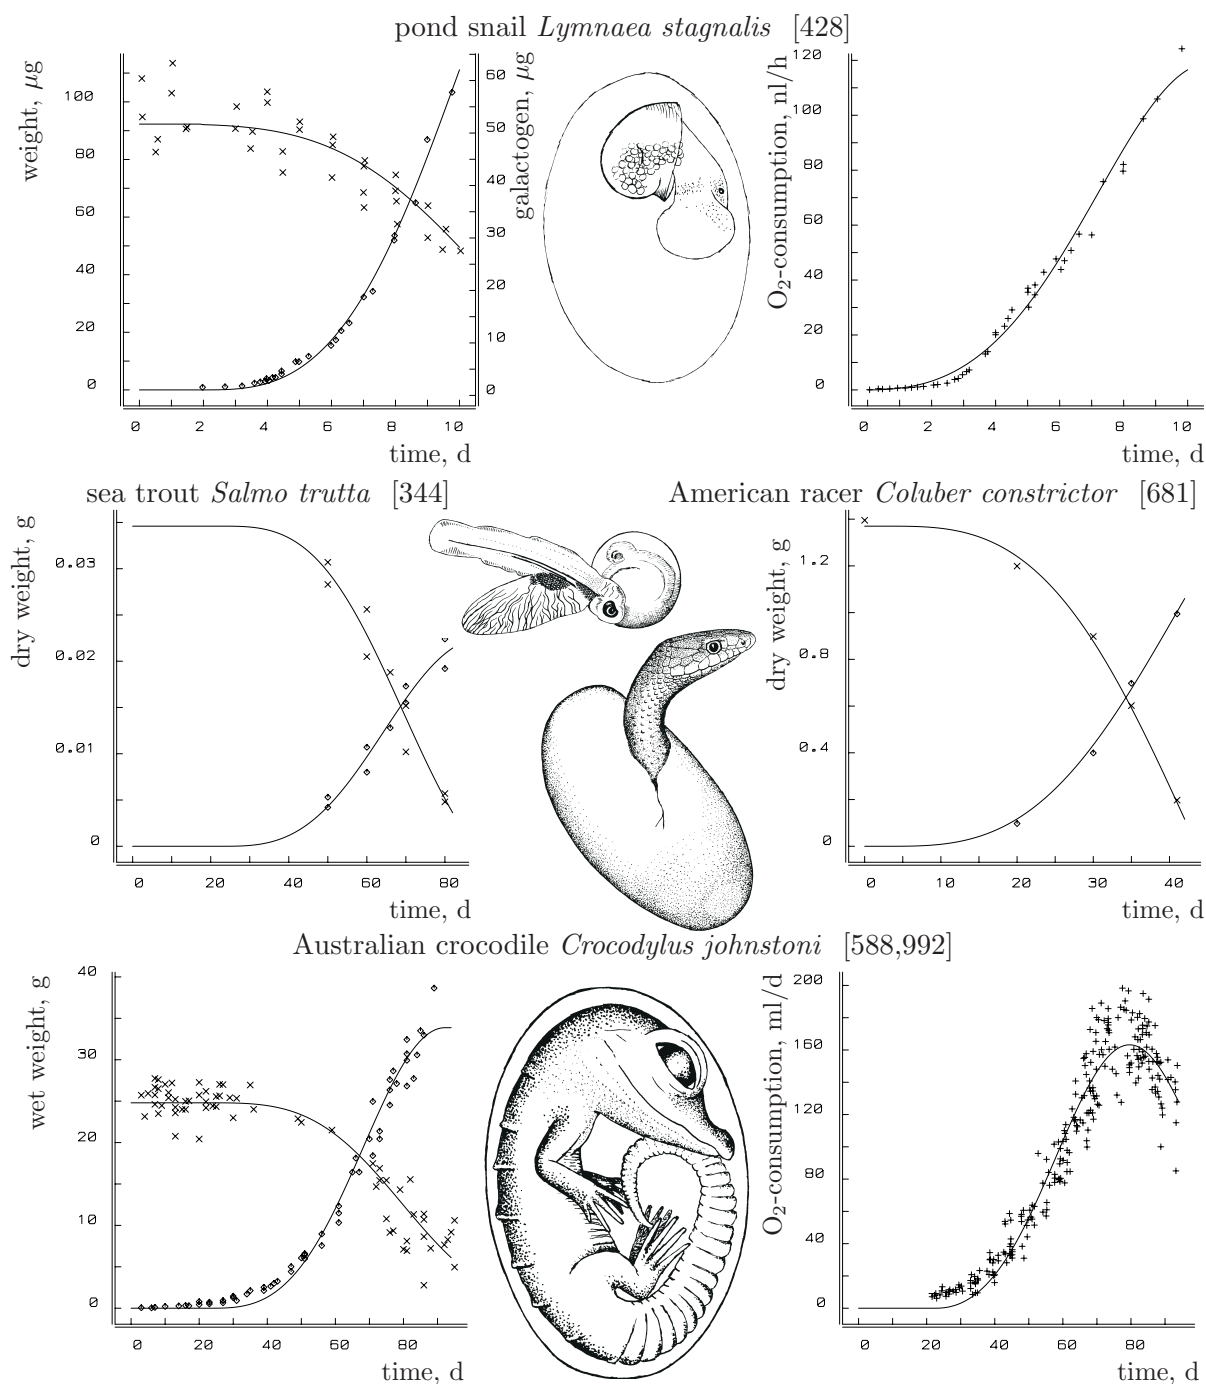 pond snail Lymnaea stagnalis [428]
weight, μg
100
80
60
40
20
0
0 2 4 6 8 10
time, d
galactogen, μg
60
50
40
30
20
10
0
O2-consumption, nl/h
120
80
60
40
20
0
0 2 4 6 8 10
time, d
sea trout Salmo trutta [344]
dry weight, g
0.03
0.02
0.01
0
0 20 40 60 80
time, d
American racer Coluber constrictor [681]
dry weight, g
1.2
0.8
0.4
0
0 10 20 30 40
time, d
Australian crocodile Crocodylus johnstoni [588,992]
wet weight, g
40
30
20
10
0
0 20 40 60 80
time, d
O2-consumption, ml/d
200
160
120
80
40
0
0 20 40 60 80
time, d